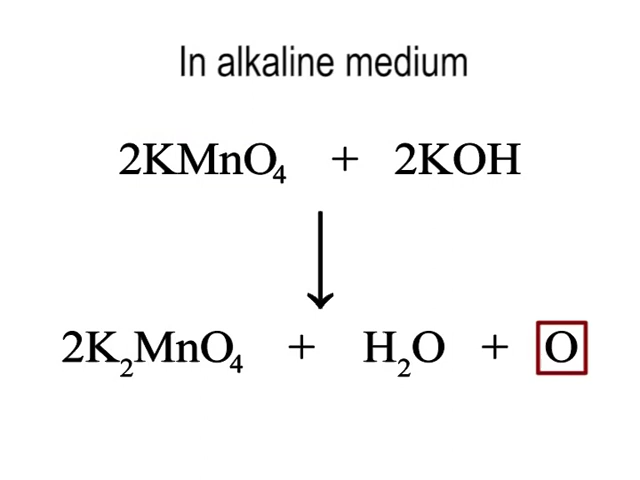 In alkaline medium
2KMnO₄ + 2KOH
↓
2K₂MnO₄ + H₂O + O